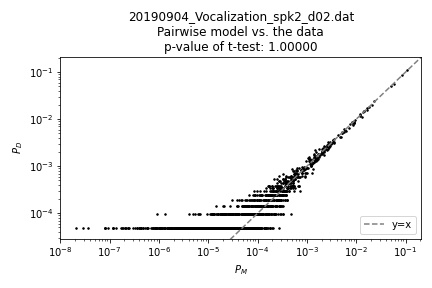 20190904_Vocalization_spk2_d02.dat
Pairwise model vs. the data
p-value of t-test: 1.00000
P_D
10⁻¹
10⁻²
10⁻³
10⁻⁴
10⁻⁸ 10⁻⁷ 10⁻⁶ 10⁻⁵ 10⁻⁴ 10⁻³ 10⁻² 10⁻¹
P_M
y=x